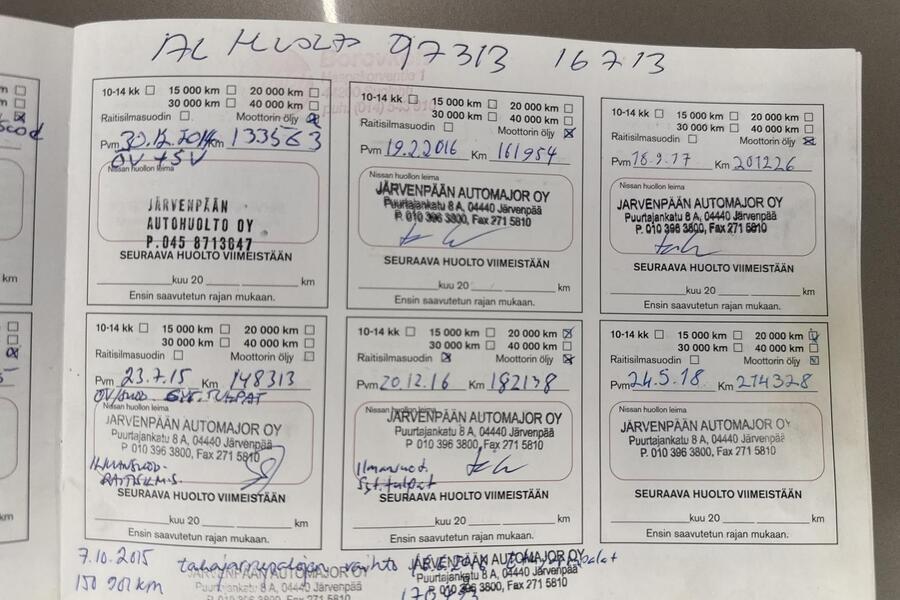 HUOLTO 97313 16713
10-14 kk 15 000 km 20 000 km
30 000 km 40 000 km
Raitisilmasuodin Moottorin öljy
Pvm 30.12.2014 Km 133563
ÖV + SV
Nissan huollon leima
JÄRVENPÄÄN
AUTOHUOLTO OY
P.045 8713647
SEURAAVA HUOLTO VIIMEISTÄÄN
kuu 20 km
Ensin saavutetun rajan mukaan.
10-14 kk 15 000 km 20 000 km
30 000 km 40 000 km
Raitisilmasuodin Moottorin öljy
Pvm 19.2.2016 Km 161954
Nissan huollon leima
JÄRVENPÄÄN AUTOMAJOR OY
Puurtajankatu 8 A, 04440 Järvenpää
P. 010 396 3800, Fax 271 5810
SEURAAVA HUOLTO VIIMEISTÄÄN
kuu 20 km
Ensin saavutetun rajan mukaan.
10-14 kk 15 000 km 20 000 km
30 000 km 40 000 km
Raitisilmasuodin Moottorin öljy
Pvm 18.9.17 Km 201226
Nissan huollon leima
JÄRVENPÄÄN AUTOMAJOR OY
Puurtajankatu 8 A, 04440 Järvenpää
P. 010 396 3800, Fax 271 5810
SEURAAVA HUOLTO VIIMEISTÄÄN
kuu 20 km
Ensin saavutetun rajan mukaan.
10-14 kk 15 000 km 20 000 km
30 000 km 40 000 km
Raitisilmasuodin Moottorin öljy
Pvm 23.7.15 Km 148313
ÖV/SUOD. SYT. TULPAT
Nissan huollon leima
JÄRVENPÄÄN AUTOMAJOR OY
Puurtajankatu 8 A, 04440 Järvenpää
P. 010 396 3800, Fax 271 5810
ILMANSUOD.
RAITISILM.S.
SEURAAVA HUOLTO VIIMEISTÄÄN
kuu 20 km
Ensin saavutetun rajan mukaan.
10-14 kk 15 000 km 20 000 km
30 000 km 40 000 km
Raitisilmasuodin Moottorin öljy
Pvm 20.12.16 Km 182138
Nissan huollon leima
JÄRVENPÄÄN AUTOMAJOR OY
Puurtajankatu 8 A, 04440 Järvenpää
P. 010 396 3800, Fax 271 5810
Ilmansuod.
Syt.tulpat
SEURAAVA HUOLTO VIIMEISTÄÄN
kuu 20 km
Ensin saavutetun rajan mukaan.
10-14 kk 15 000 km 20 000 km
30 000 km 40 000 km
Raitisilmasuodin Moottorin öljy
Pvm 24.5.18 Km 214328
Nissan huollon leima
JÄRVENPÄÄN AUTOMAJOR OY
Puurtajankatu 8 A, 04440 Järvenpää
P. 010 396 3800, Fax 271 5810
SEURAAVA HUOLTO VIIMEISTÄÄN
kuu 20 km
Ensin saavutetun rajan mukaan.
7.10.2015 takajarrupalojen vaihto JÄRVENPÄÄN AUTOMAJOR OY
150 901 km Puurtajankatu 8 A, 04440 Järvenpää